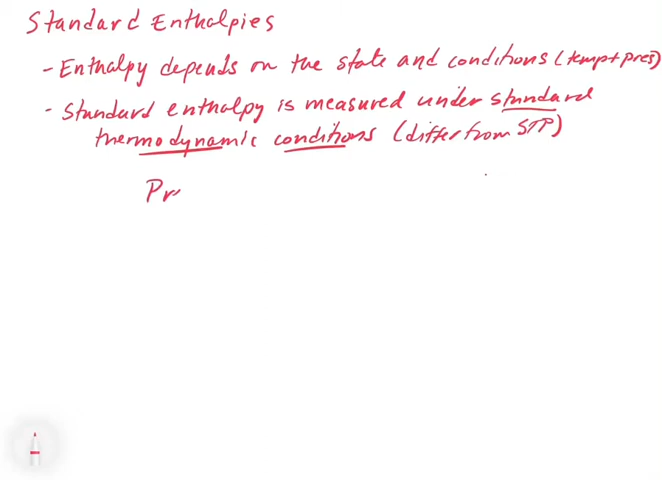 Standard Enthalpies
- Enthalpy depends on the state and conditions (temp + pres)
- Standard enthalpy is measured under standard
thermodynamic conditions (differ from STP)
Pr